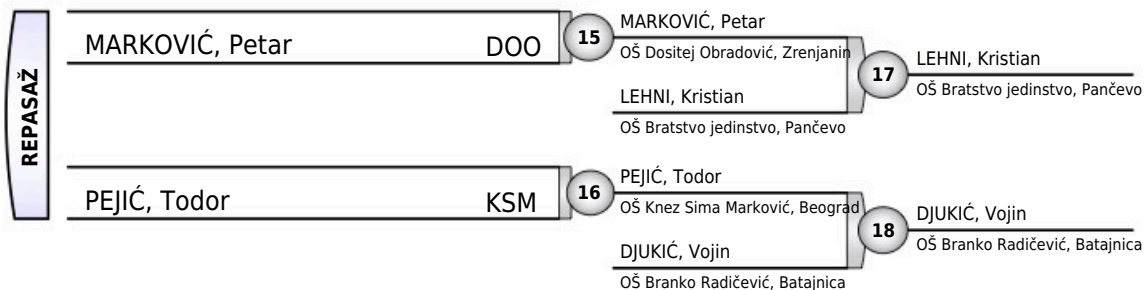 REPASAŽ
MARKOVIĆ, Petar DOO
15
MARKOVIĆ, Petar
OŠ Dositej Obradović, Zrenjanin
LEHNI, Kristian
OŠ Bratstvo jedinstvo, Pančevo
17
LEHNI, Kristian
OŠ Bratstvo jedinstvo, Pančevo
PEJIĆ, Todor KSM
16
PEJIĆ, Todor
OŠ Knez Sima Marković, Beograd
DJUKIĆ, Vojin
OŠ Branko Radičević, Batajnica
18
DJUKIĆ, Vojin
OŠ Branko Radičević, Batajnica